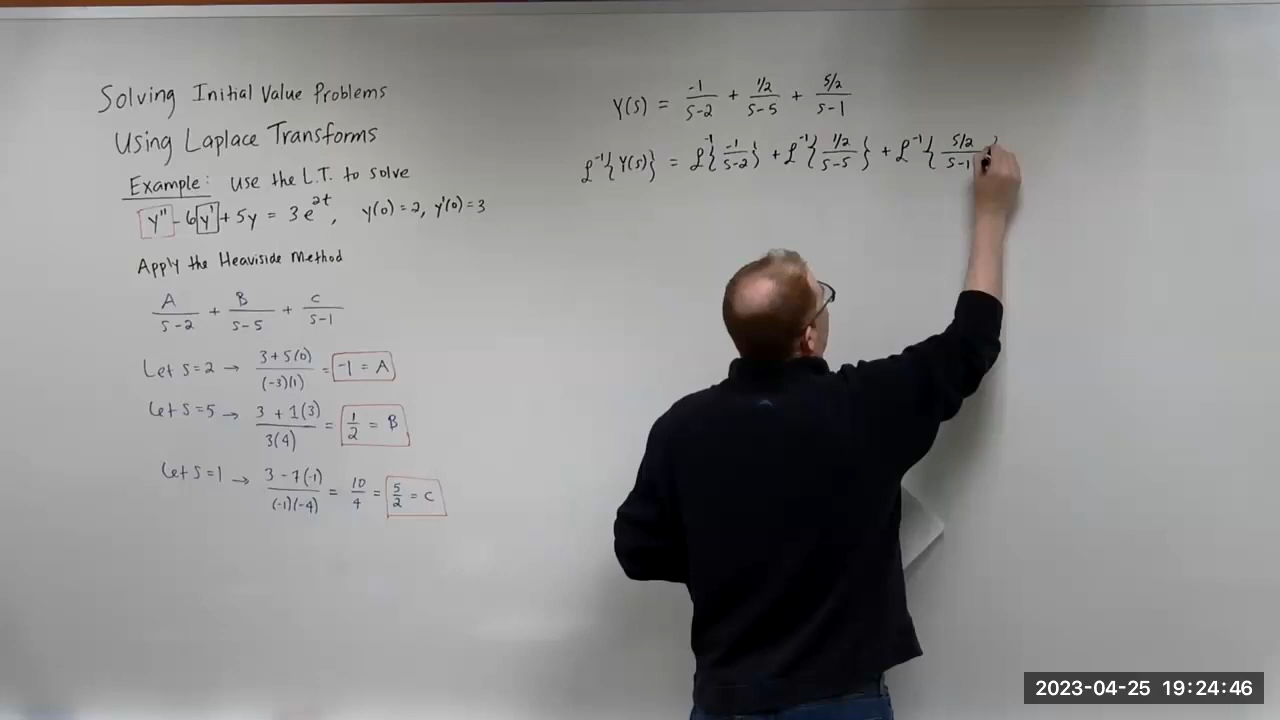 Solving Initial Value Problems
Using Laplace Transforms
Example: Use the L.T. to solve
y'' - 6y' + 5y = 3e^{2t}, y(0) = 2, y'(0) = 3
Apply the Heaviside Method
A/(s-2) + B/(s-5) + C/(s-1)
Let s=2 → (3+5(0))/((-3)(1)) = -1 = A
Let s=5 → (3+1(3))/(3(4)) = 1/2 = B
Let s=1 → (3-7(-1))/((-1)(-4)) = 10/4 = 5/2 = C
Y(s) = -1/(s-2) + 1/2/(s-5) + 5/2/(s-1)
ℒ^{-1}{Y(s)} = ℒ^{-1}{-1/(s-2)} + ℒ^{-1}{1/2/(s-5)} + ℒ^{-1}{5/2/(s-1)}
2023-04-25 19:24:46